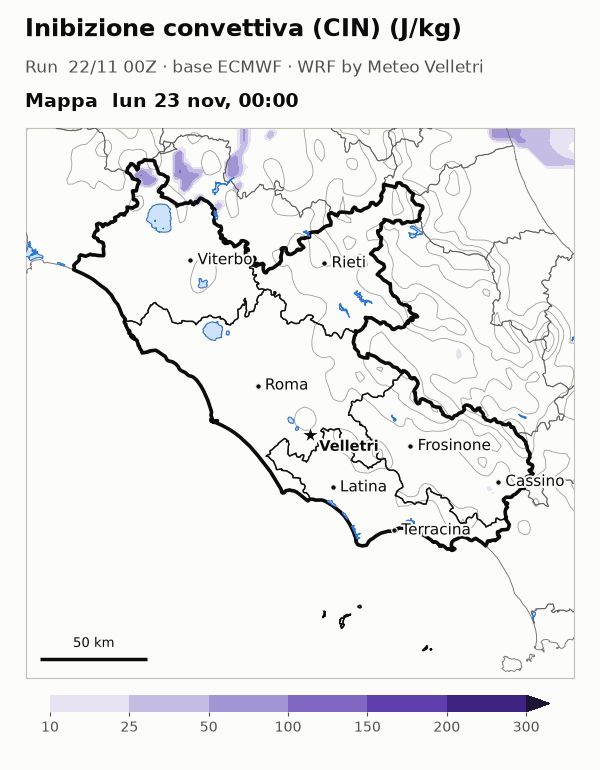 Inibizione convettiva (CIN) (J/kg)
Run 22/11 00Z · base ECMWF · WRF by Meteo Velletri
Mappa lun 23 nov, 00:00
Viterbo
Rieti
Roma
Velletri
Frosinone
Cassino
Latina
Terracina
50 km
10 25 50 100 150 200 300